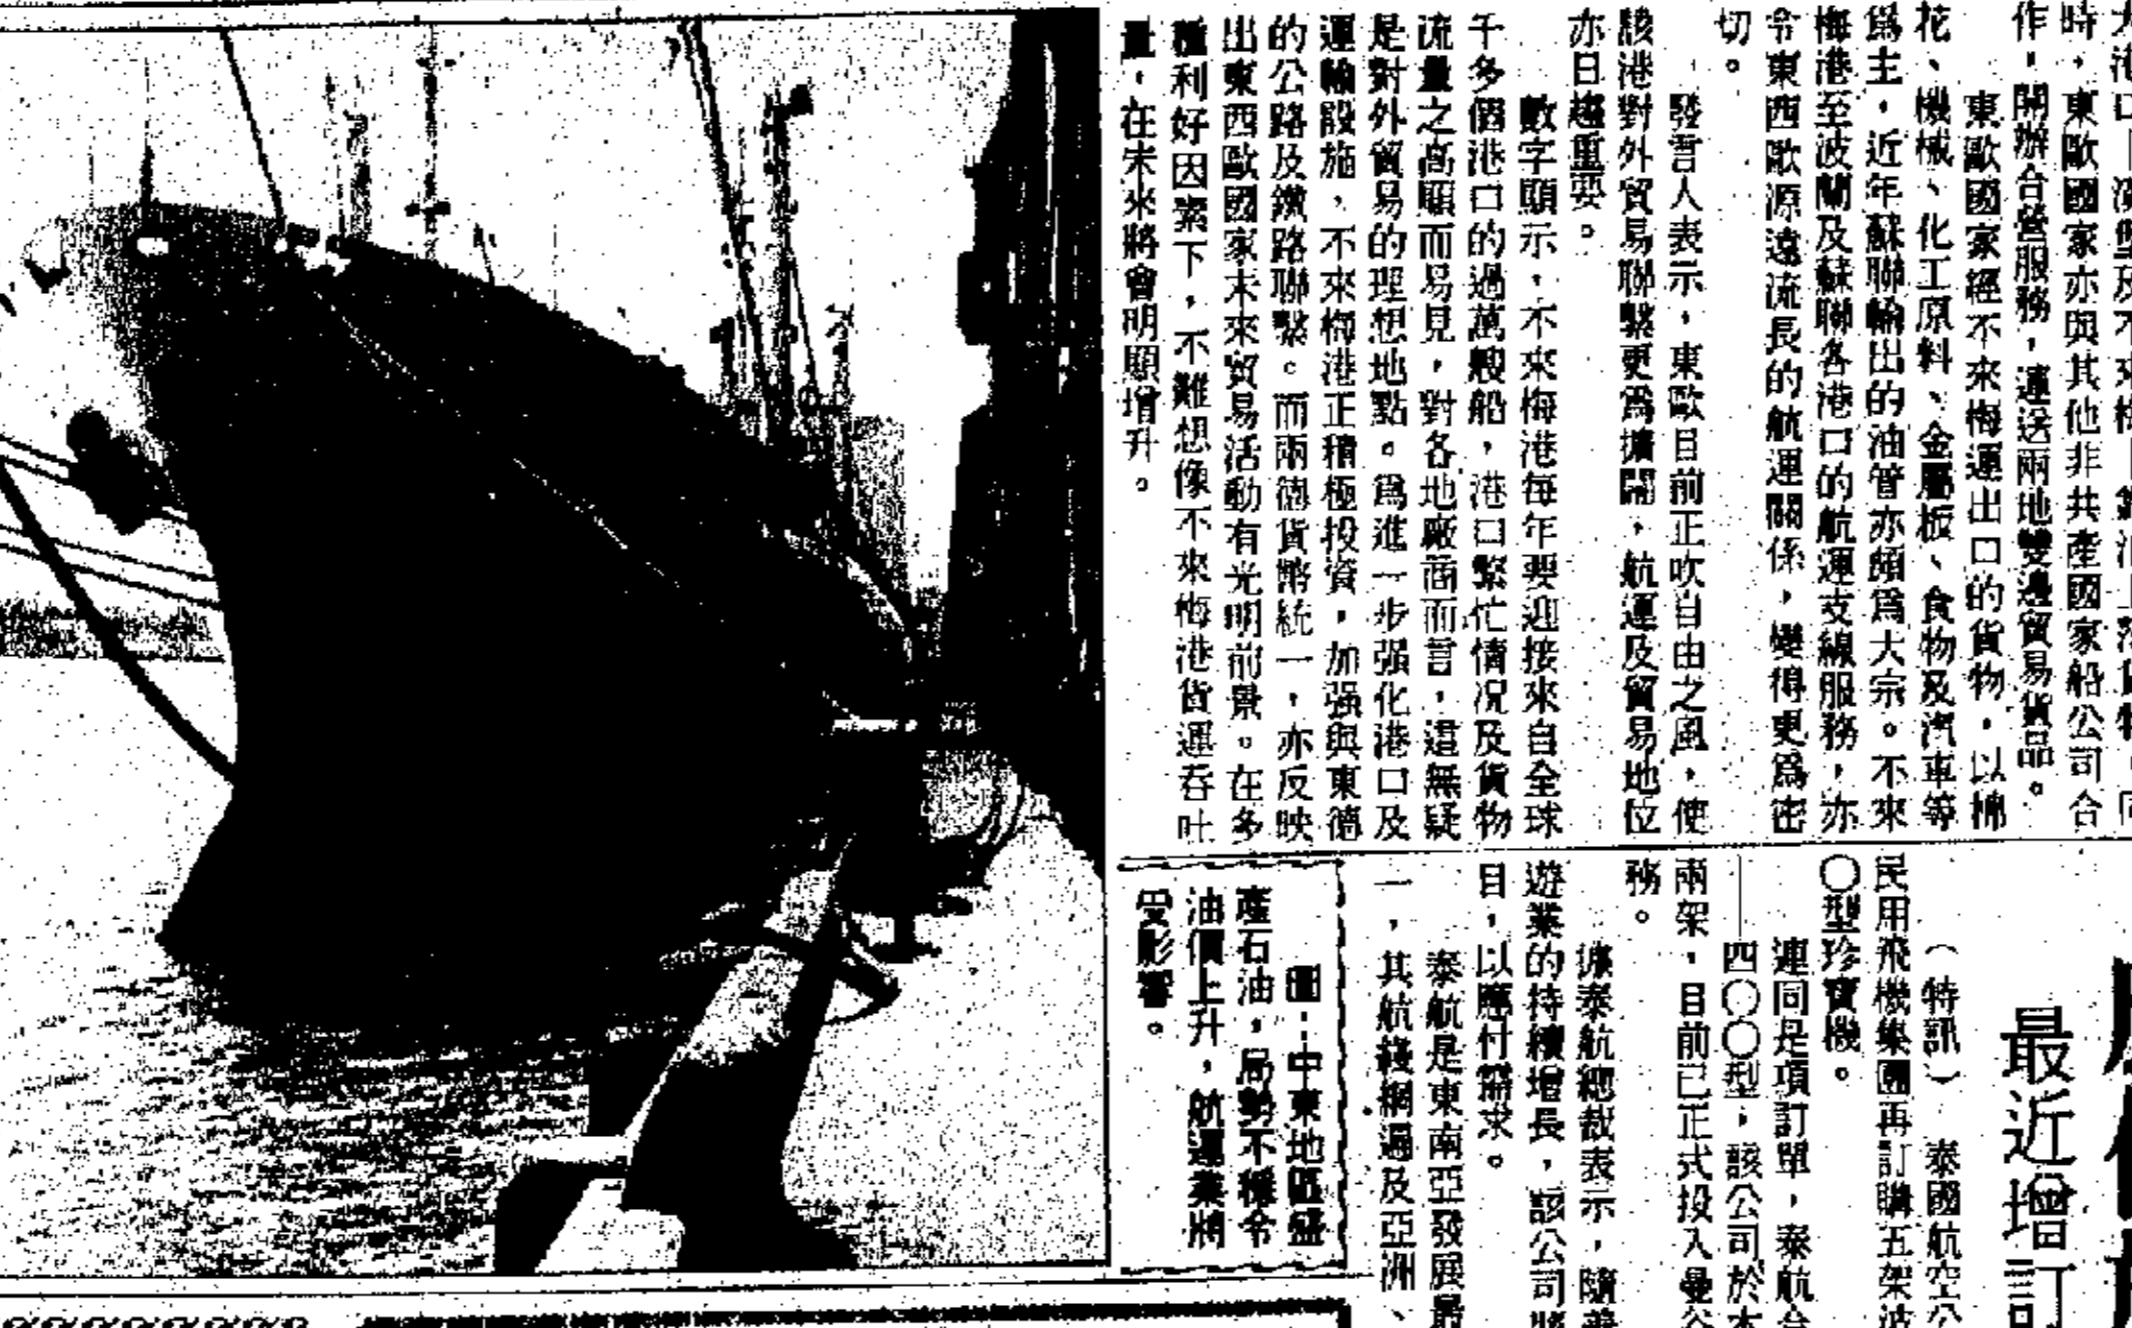 時，東歐國家亦與其他非共產國家船公司合
作，開辦合營服務，運送兩地雙邊貿易貨品。
東歐國家經不來梅運出口的貨物，以棉
花、機械、化工原料、金屬板、食物及汽車等
爲主，近年蘇聯輸出的油管亦頗爲大宗。不來
梅港至波蘭及蘇聯各港口的航運支線服務，亦
令東西歐源遠流長的航運關係，變得更爲密
切。
發言人表示，東歐目前正吹自由之風，使
該港對外貿易聯繫更爲擴闊，航運及貿易地位
亦日趨重要。
數字顯示，不來梅港每年要迎接來自全球
千多個港口的過萬艘船，港口繁忙情况及貨物
流量之高顯而易見，對各地廠商而言，這無疑
是對外貿易的理想地點。爲進一步强化港口及
運輸設施，不來梅港正積極投資，加强與東德
的公路及鐵路聯繫。而兩德貨幣統一，亦反映
出東西歐國家未來貿易活動有光明前景。在多
種利好因素下，不難想像不來梅港貨運吞吐
量，在未來將會明顯增升。
圖：中東地區盛
產石油，局勢不穩令
油價上升，航運業將
受影響。
最近增訂
（特訊）泰國航空公
民用飛機集團再訂購五架波
〇型珍寶機。
連同是項訂單，泰航合
—四〇〇型，該公司於本
兩架，目前已正式投入曼谷
務。
據泰航總裁表示，隨着
遊業的持續增長，該公司將
目，以應付需求。
泰航是東南亞發展最
一，其航綫網遍及亞洲、